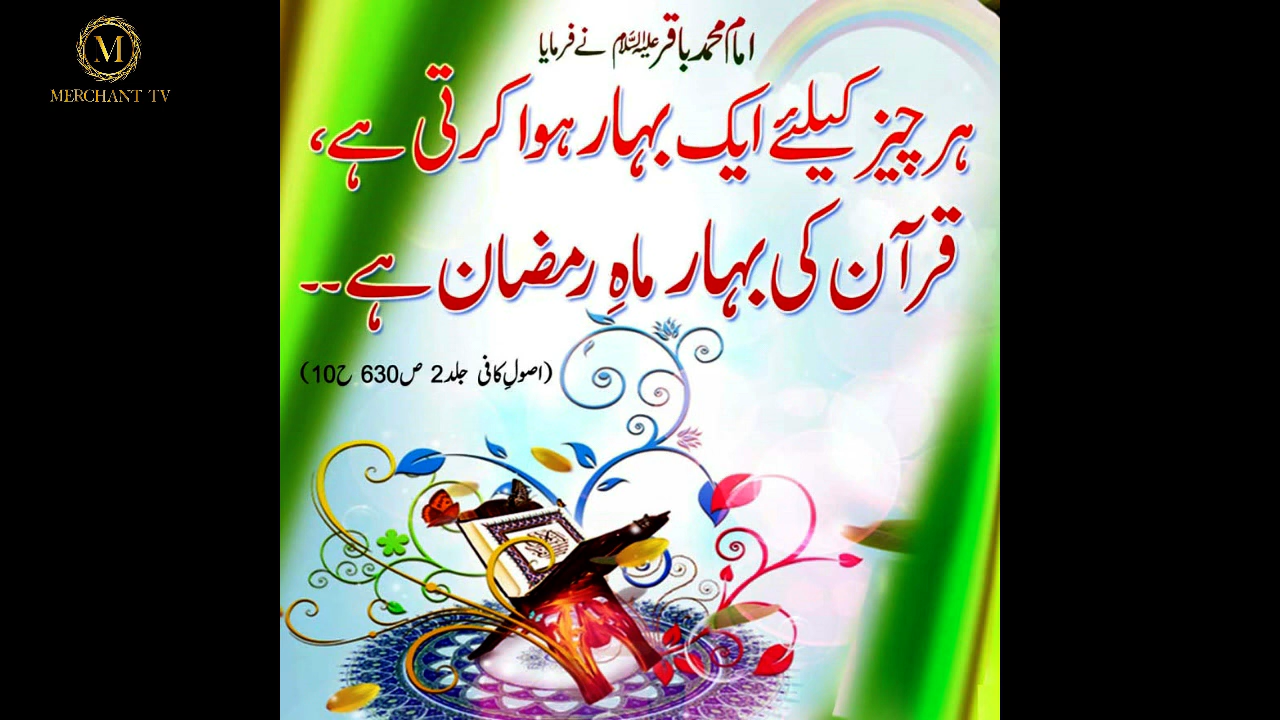 M
MERCHANT TV
امام محمد باقر علیہ السلام نے فرمایا
ہر چیز کیلئے ایک بہار ہوا کرتی ہے،
قرآن کی بہار ماہِ رمضان ہے۔۔
(اصولِ کافی جلد2 ص630 ح10)